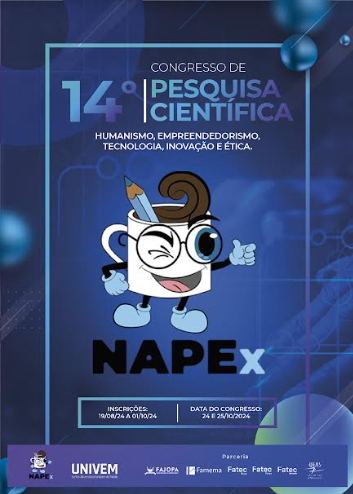 CONGRESSO DE
14º PESQUISA
CIENTÍFICA
HUMANISMO, EMPREENDEDORISMO,
TECNOLOGIA, INOVAÇÃO E ÉTICA.
NAPEx
INSCRIÇÕES:
19/08/24 A 01/10/24
DATA DO CONGRESSO:
24 E 25/10/2024
Parceria
NAPEx
UNIVEM
FAJOPA
Famema
Fatec
Fatec
Fatec